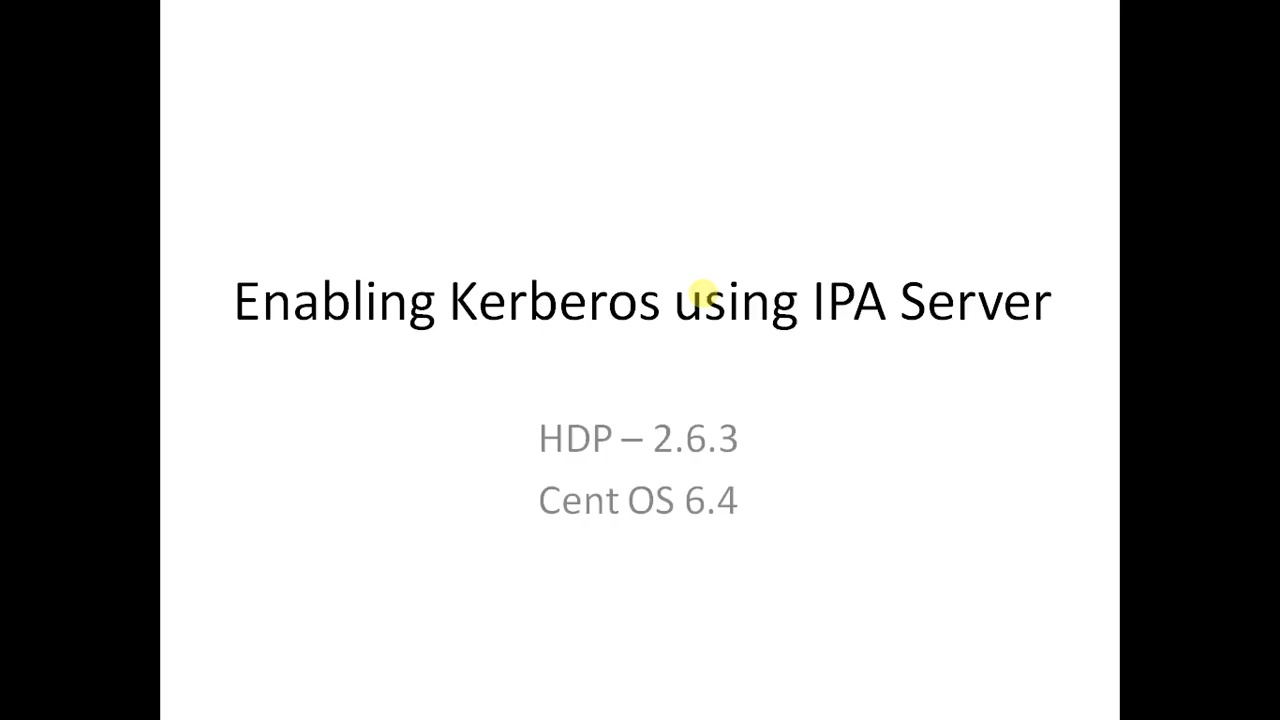 Enabling Kerberos using IPA Server
HDP – 2.6.3
Cent OS 6.4